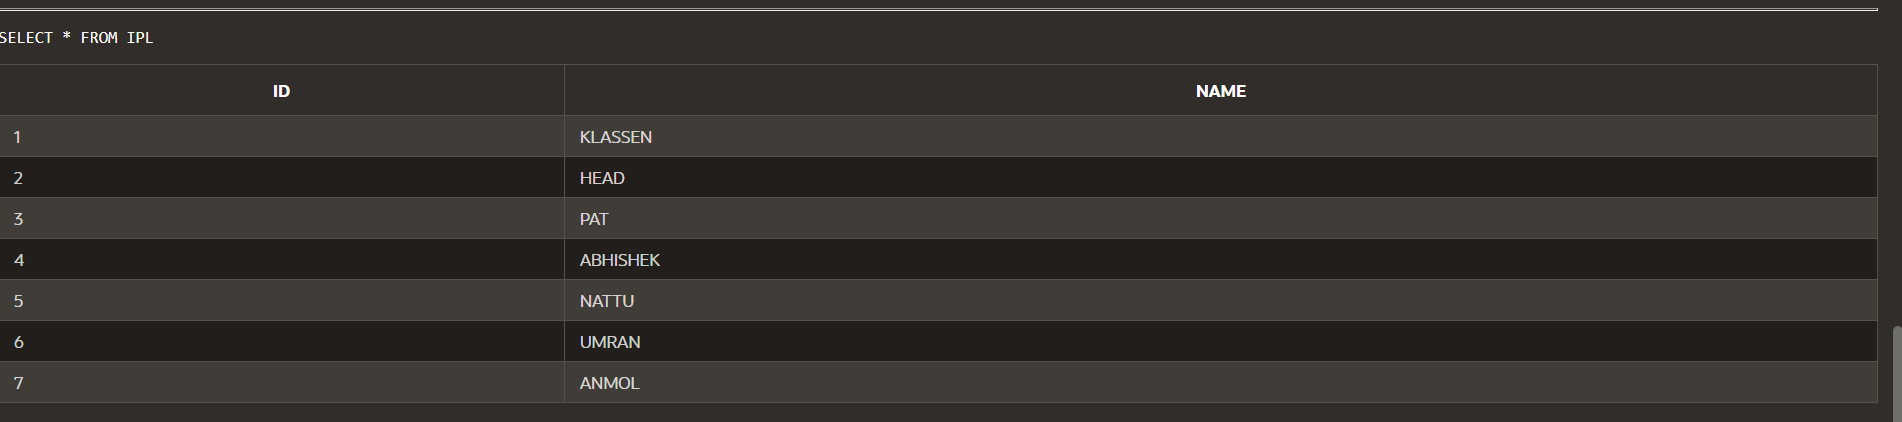 SELECT * FROM IPL
ID NAME
1 KLASSEN
2 HEAD
3 PAT
4 ABHISHEK
5 NATTU
6 UMRAN
7 ANMOL